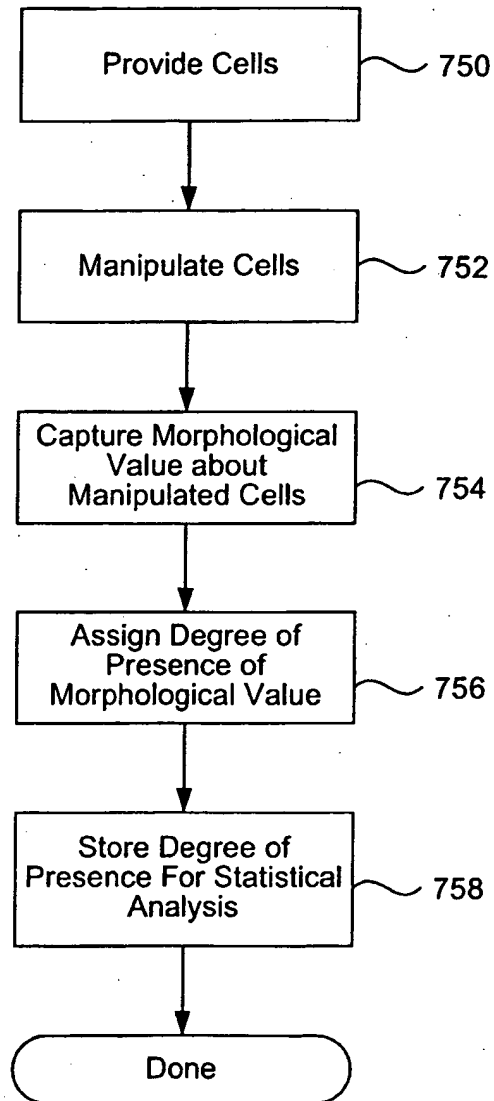 Provide Cells
750
Manipulate Cells
752
Capture Morphological
Value about
Manipulated Cells
754
Assign Degree of
Presence of
Morphological Value
756
Store Degree of
Presence For Statistical
Analysis
758
Done